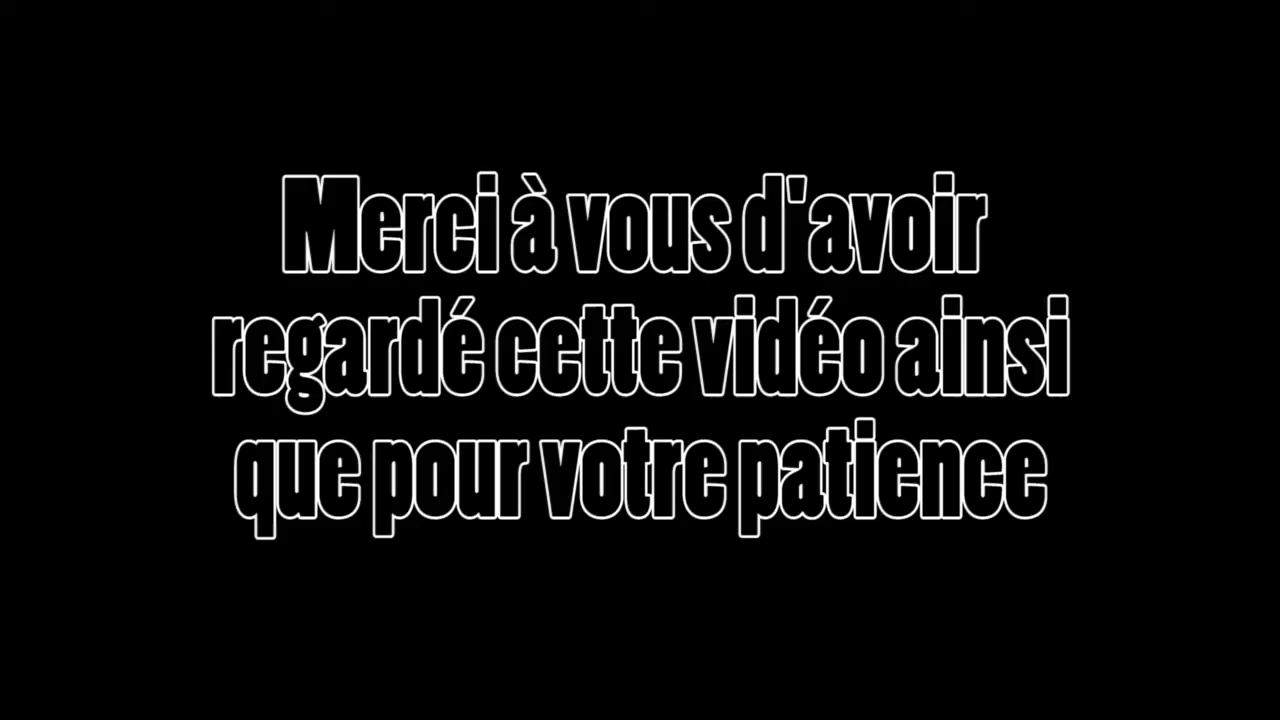 Merci à vous d'avoir
regardé cette vidéo ainsi
que pour votre patience